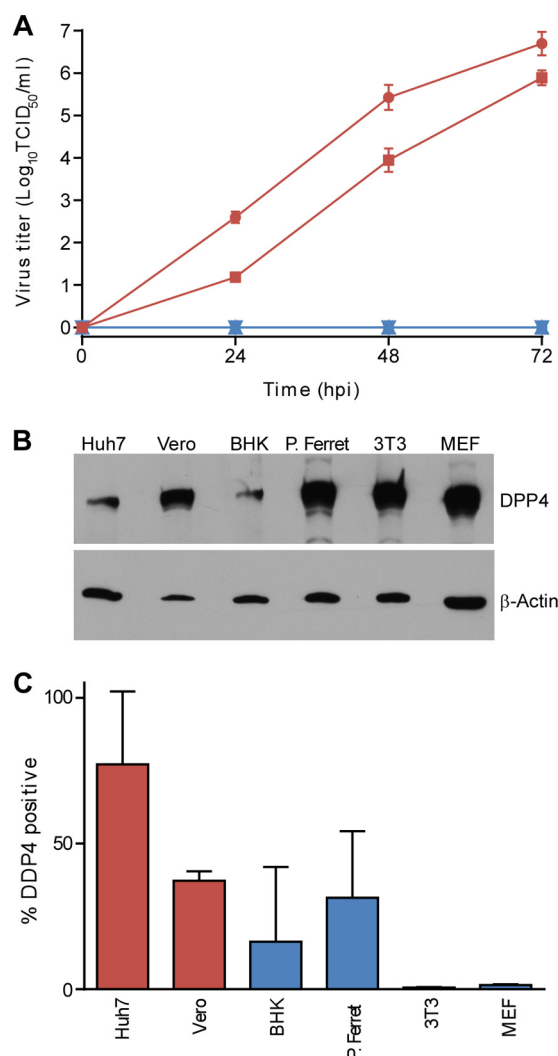 A
7
6
5
4
3
2
1
0
Virus titer (Log10TCID50/ml)
0 24 48 72
Time (hpi)
B
Huh7 Vero BHK P. Ferret 3T3 MEF
DPP4
β-Actin
C
100
50
0
% DDP4 positive
Huh7 Vero BHK P. Ferret 3T3 MEF